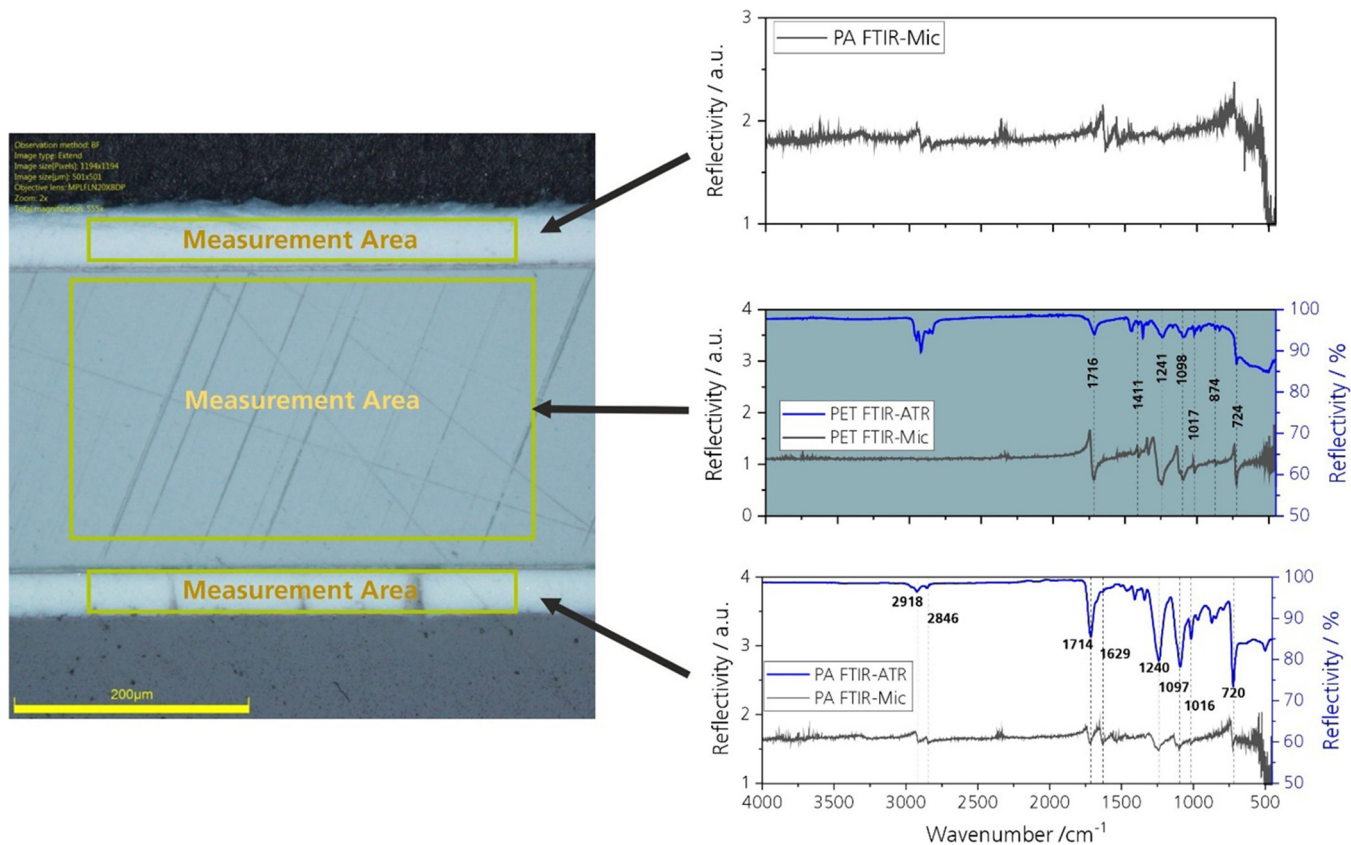 Observation method: BF
Image type: Extend
Image size[Pixels]: 1194x1194
Image size[µm]: 501x501
Objective lens: MPLFLN20XBDP
Zoom: 2x
Total magnification: 555x
Measurement Area
Measurement Area
Measurement Area
200µm
3
2
1
Reflectivity / a.u.
PA FTIR-Mic
4
3
2
1
0
Reflectivity / a.u.
100
90
80
70
60
50
Reflectivity / %
1716
1411
1241
1098
1017
874
724
PET FTIR-ATR
PET FTIR-Mic
4
3
2
1
Reflectivity / a.u.
100
90
80
70
60
50
Reflectivity / %
2918
2846
1714
1629
1240
1097
1016
720
PA FTIR-ATR
PA FTIR-Mic
4000 3500 3000 2500 2000 1500 1000 500
Wavenumber /cm⁻¹